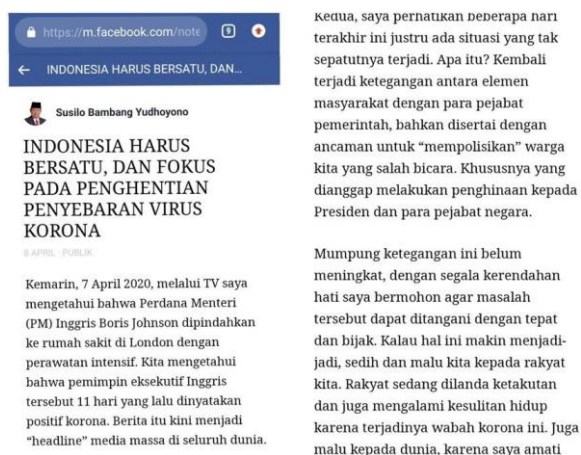 https://m.facebook.com/note
9
INDONESIA HARUS BERSATU, DAN...
Susilo Bambang Yudhoyono
INDONESIA HARUS
BERSATU, DAN FOKUS
PADA PENGHENTIAN
PENYEBARAN VIRUS
KORONA
8 APRIL · PUBLIK
Kemarin, 7 April 2020, melalui TV saya
mengetahui bahwa Perdana Menteri
(PM) Inggris Boris Johnson dipindahkan
ke rumah sakit di London dengan
perawatan intensif. Kita mengetahui
bahwa pemimpin eksekutif Inggris
tersebut 11 hari yang lalu dinyatakan
positif korona. Berita itu kini menjadi
“headline” media massa di seluruh dunia.
Kedua, saya perhatikan beberapa hari
terakhir ini justru ada situasi yang tak
sepatutnya terjadi. Apa itu? Kembali
terjadi ketegangan antara elemen
masyarakat dengan para pejabat
pemerintah, bahkan disertai dengan
ancaman untuk “mempolisikan” warga
kita yang salah bicara. Khususnya yang
dianggap melakukan penghinaan kepada
Presiden dan para pejabat negara.
Mumpung ketegangan ini belum
meningkat, dengan segala kerendahan
hati saya bermohon agar masalah
tersebut dapat ditangani dengan tepat
dan bijak. Kalau hal ini makin menjadi-
jadi, sedih dan malu kita kepada rakyat
kita. Rakyat sedang dilanda ketakutan
dan juga mengalami kesulitan hidup
karena terjadinya wabah korona ini. Juga
malu kepada dunia, karena saya amati